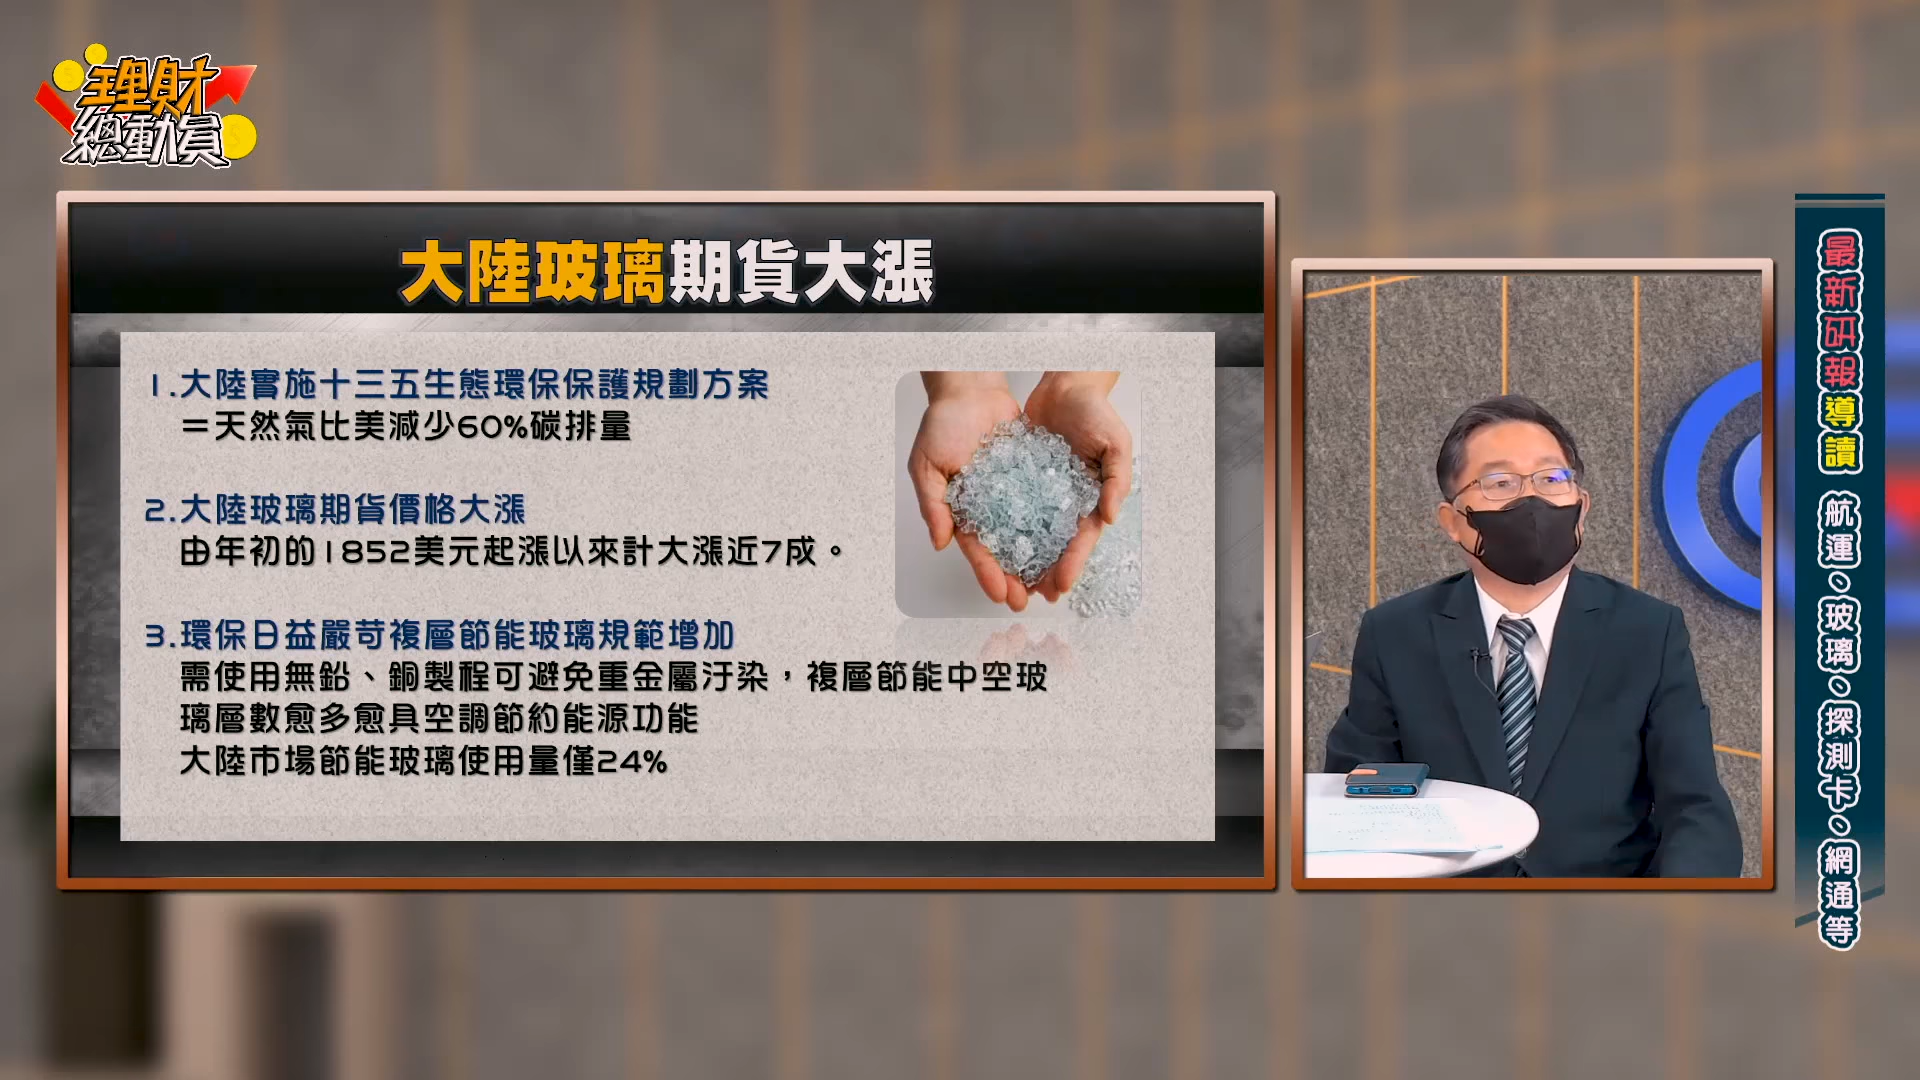 理財
總動員
大陸玻璃期貨大漲
1.大陸實施十三五生態環保保護規劃方案
＝天然氣比美減少60%碳排量
2.大陸玻璃期貨價格大漲
由年初的1852美元起漲以來計大漲近7成。
3.環保日益嚴苛複層節能玻璃規範增加
需使用無鉛、銅製程可避免重金屬汙染，複層節能中空玻
璃層數愈多愈具空調節約能源功能
大陸市場節能玻璃使用量僅24%
最新研報導讀 航運。玻璃。探測卡。網通等